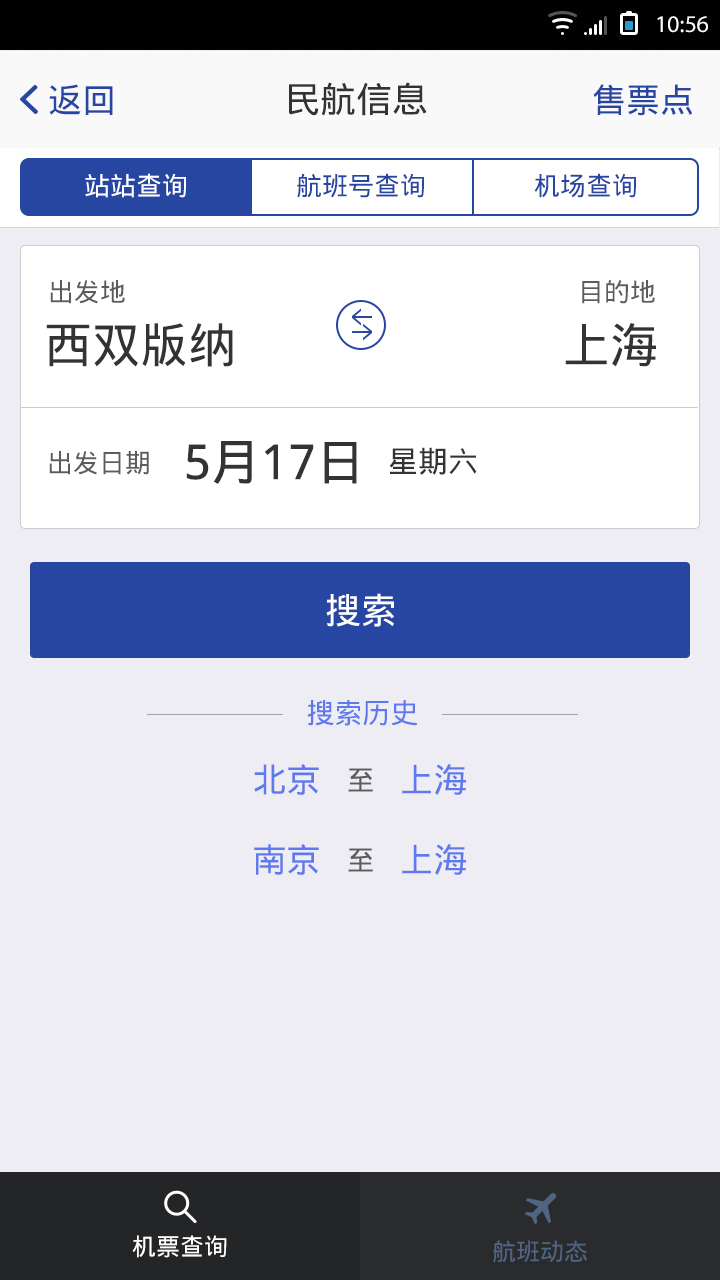 10:56
返回 民航信息 售票点
站站查询 航班号查询 机场查询
出发地 目的地
西双版纳 上海
出发日期 5月17日 星期六
搜索
搜索历史
北京 至 上海
南京 至 上海
机票查询 航班动态